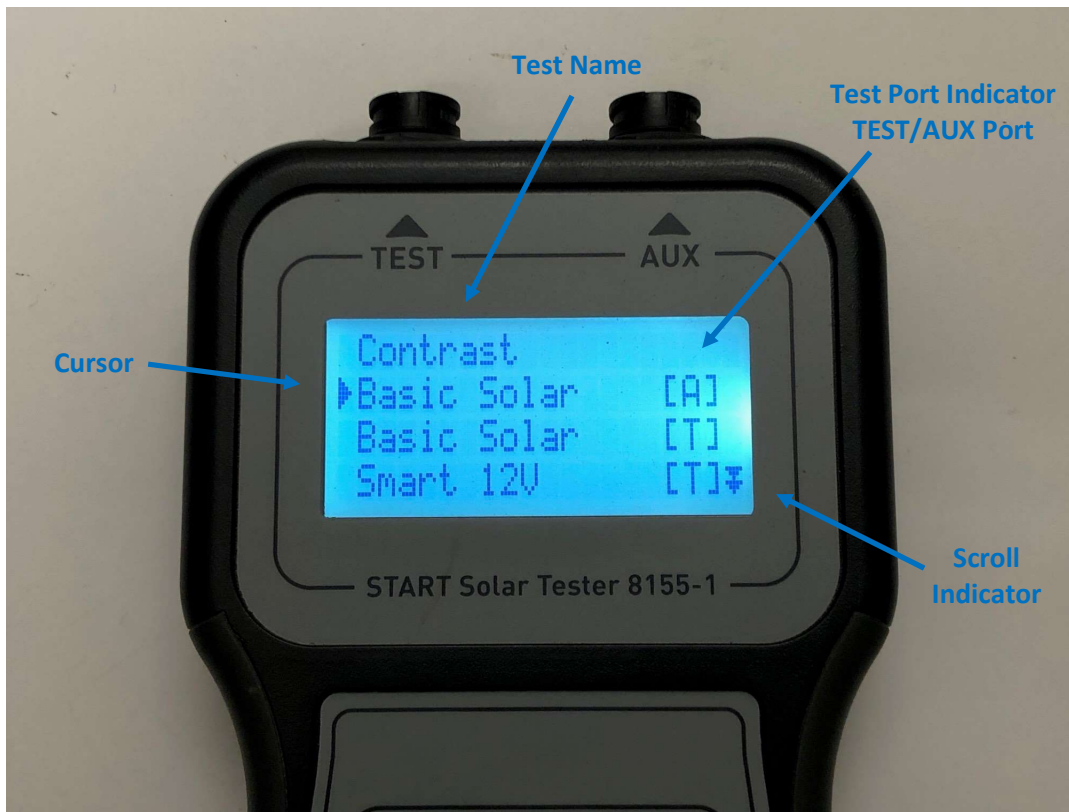 Test Name
Test Port Indicator
TEST/AUX Port
TEST
AUX
Cursor
Contrast
Basic Solar [A]
Basic Solar [T]
Smart 12V [T]
Scroll
Indicator
START Solar Tester 8155-1